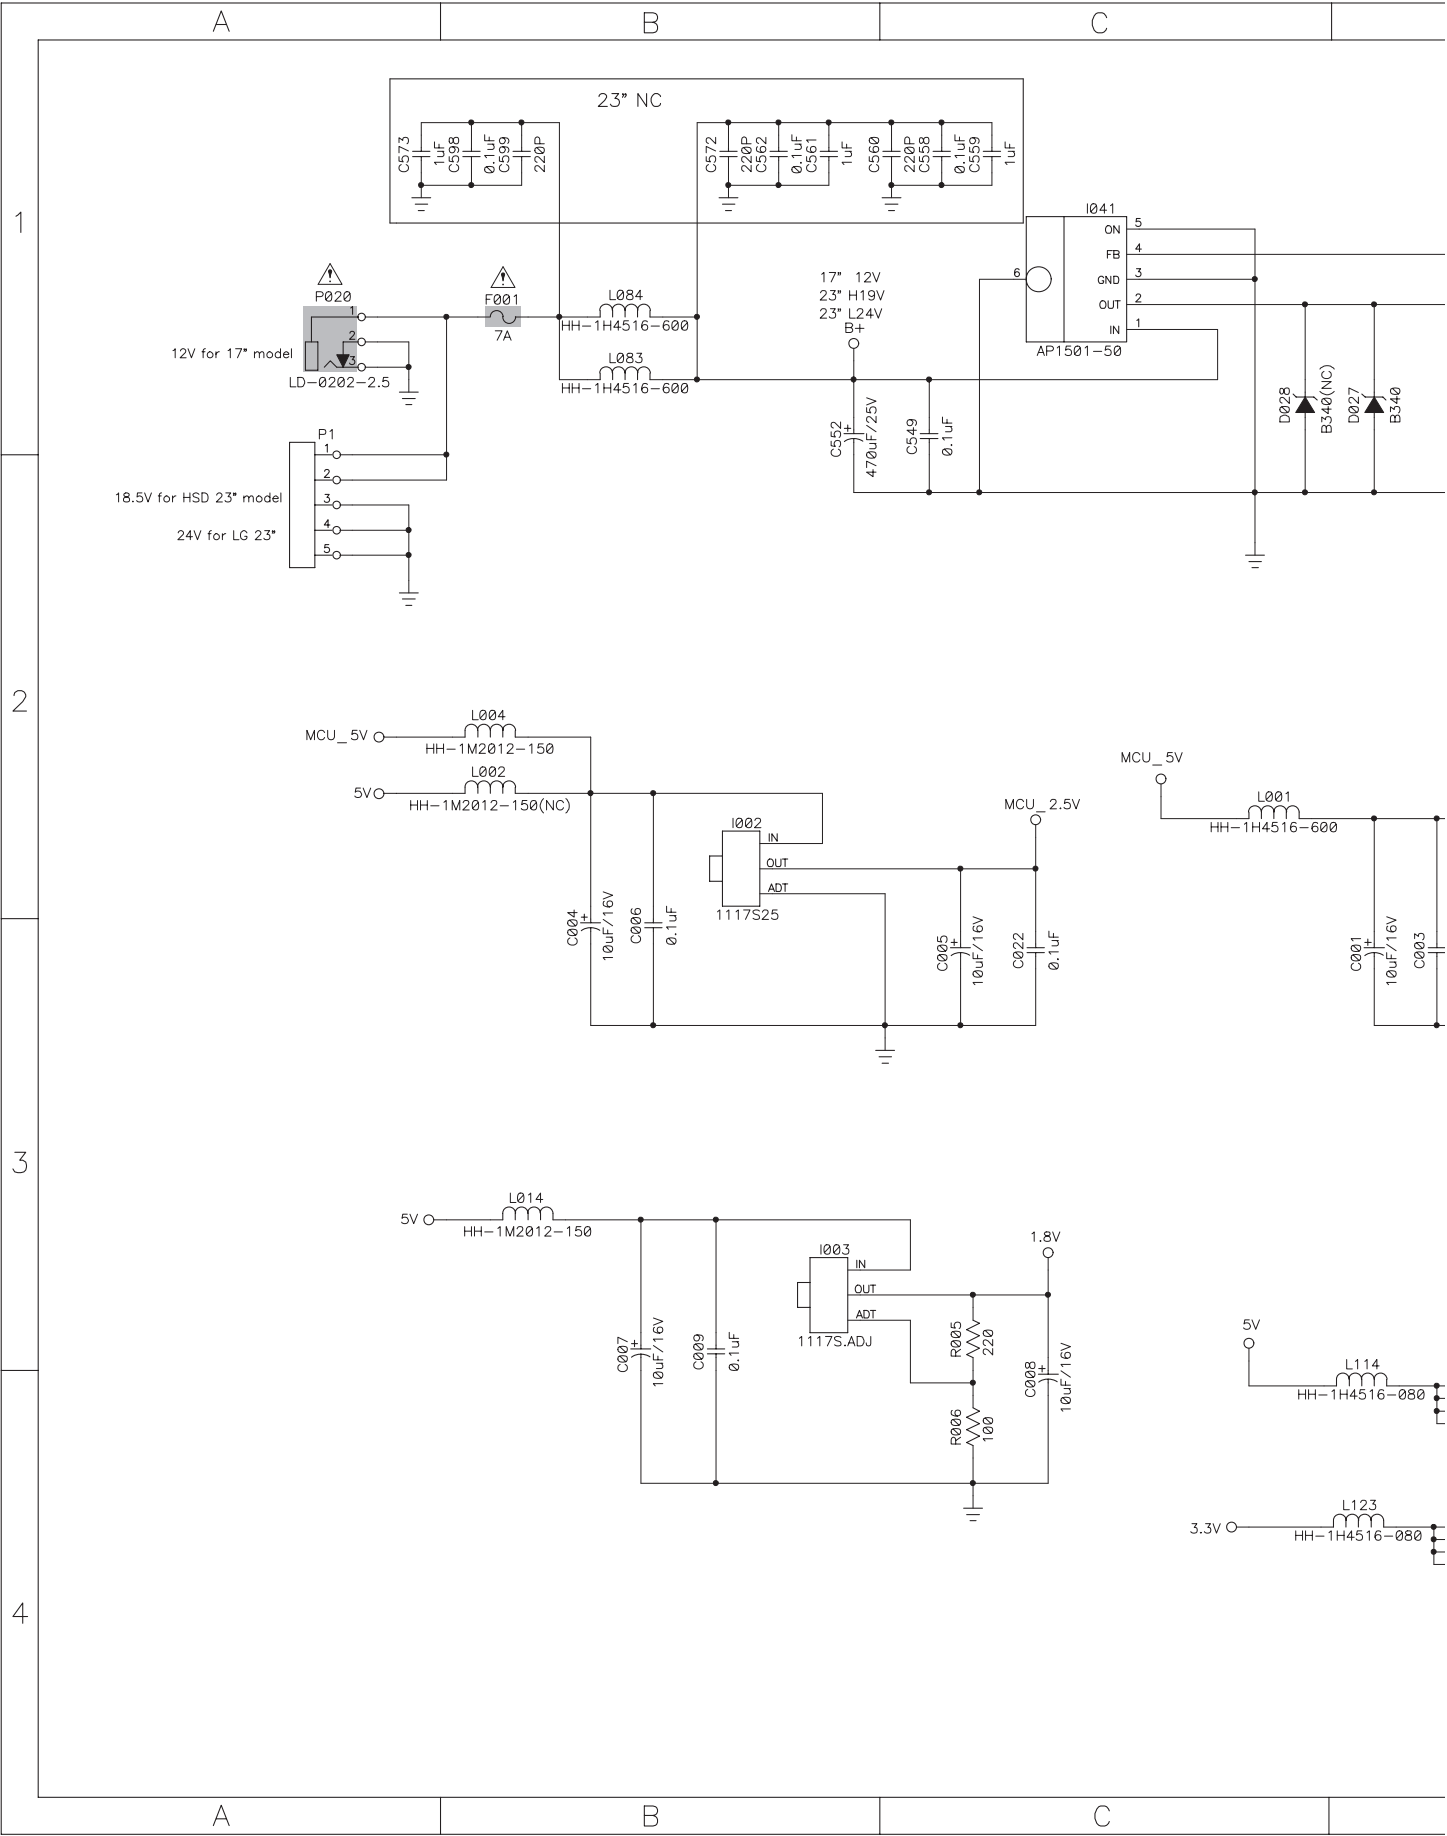 A
B
C
1
23" NC
C573
1uF
C598
0.1uF
C599
220P
C572
220P
C562
0.1uF
C561
1uF
C560
220P
C558
0.1uF
C559
1uF
I041
ON
5
FB
4
GND
3
OUT
2
IN
1
6
AP1501-50
P020
1
2
3
LD-0202-2.5
12V for 17" model
F001
7A
L084
HH-1H4516-600
L083
HH-1H4516-600
17" 12V
23" H19V
23" L24V
B+
C552
+
470uF/25V
C549
0.1uF
D028
B340(NC)
D027
B340
P1
1
2
3
4
5
18.5V for HSD 23" model
24V for LG 23"
2
MCU_5V
L004
HH-1M2012-150
5V
L002
HH-1M2012-150(NC)
I002
IN
OUT
ADT
1117S25
MCU_2.5V
C004
+
10uF/16V
C006
0.1uF
C005
+
10uF/16V
C022
0.1uF
MCU_5V
L001
HH-1H4516-600
C001
+
10uF/16V
C003
3
5V
L014
HH-1M2012-150
I003
IN
OUT
ADT
1117S.ADJ
1.8V
C007
+
10uF/16V
C009
0.1uF
R005
220
R006
100
C008
+
10uF/16V
5V
L114
HH-1H4516-080
3.3V
L123
HH-1H4516-080
4
A
B
C